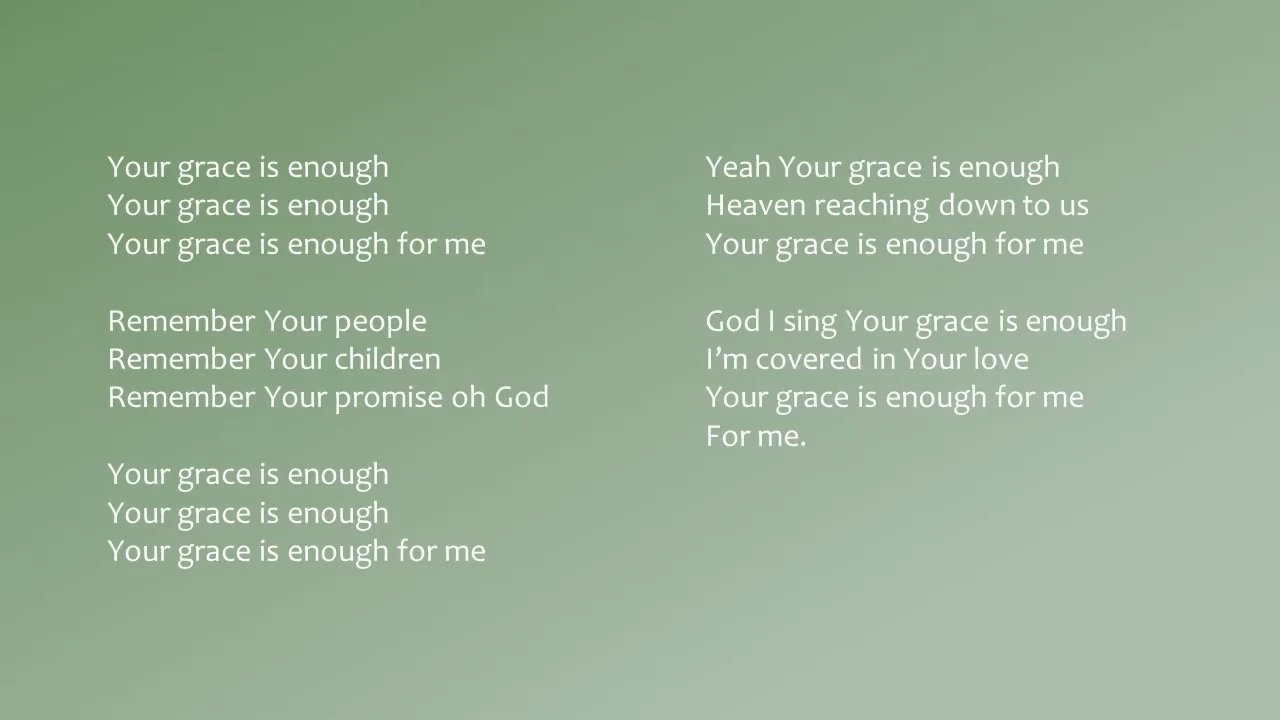 Your grace is enough
Your grace is enough
Your grace is enough for me
Remember Your people
Remember Your children
Remember Your promise oh God
Your grace is enough
Your grace is enough
Your grace is enough for me
Yeah Your grace is enough
Heaven reaching down to us
Your grace is enough for me
God I sing Your grace is enough
I’m covered in Your love
Your grace is enough for me
For me.